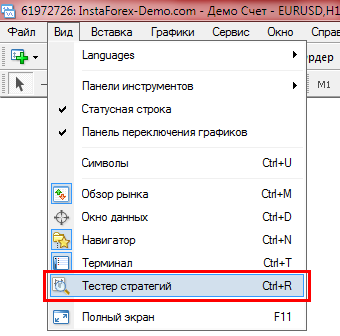 61972726: InstaForex-Demo.com - Демо Счет - EURUSD,H1
Файл Вид Вставка Графики Сервис Окно Спра
Languages
Панели инструментов
Статусная строка
Панель переключения графиков
Символы Ctrl+U
Обзор рынка Ctrl+M
Окно данных Ctrl+D
Навигатор Ctrl+N
Терминал Ctrl+T
Тестер стратегий Ctrl+R
Полный экран F11
рдер
M1